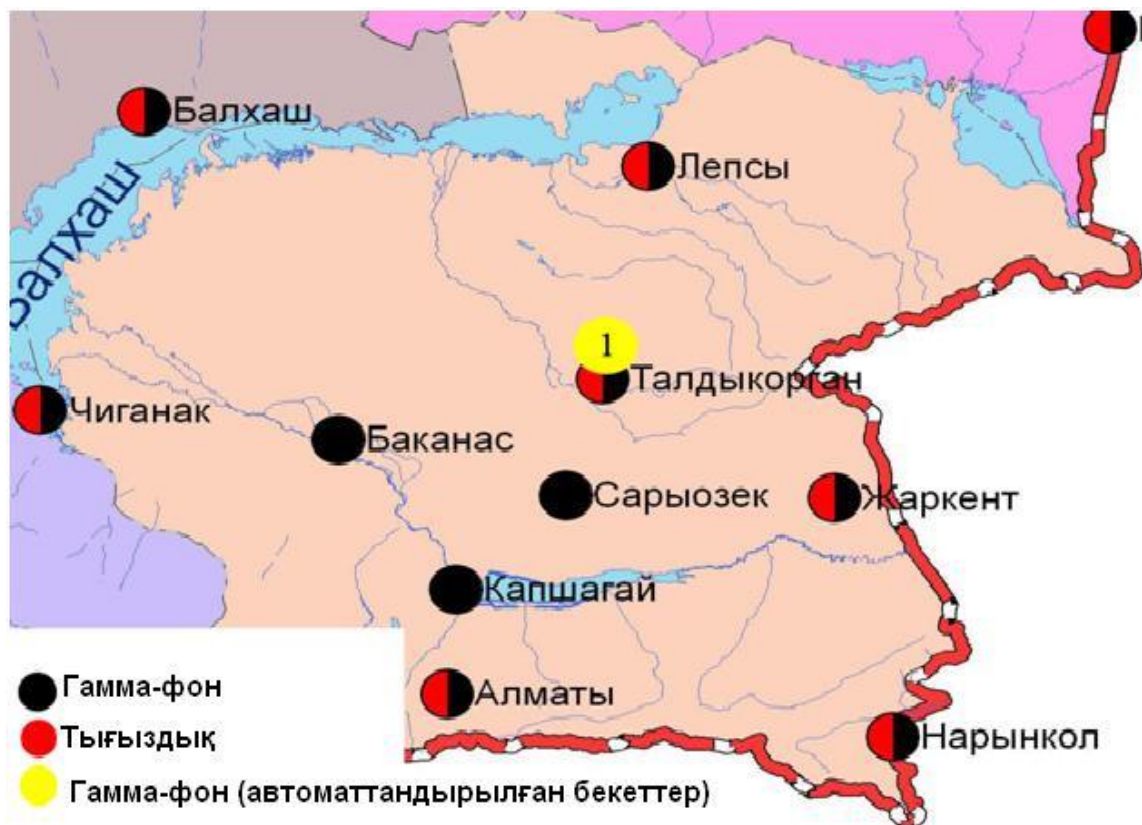 Балхаш
Лепсы
Балхаш
1
Талдыкорган
Чиганак
Баканас
Сарыозек
Жаркент
Капшагай
Алматы
Нарынкол
Гамма-фон
Тығыздық
Гамма-фон (автоматтандырылған бекеттер)